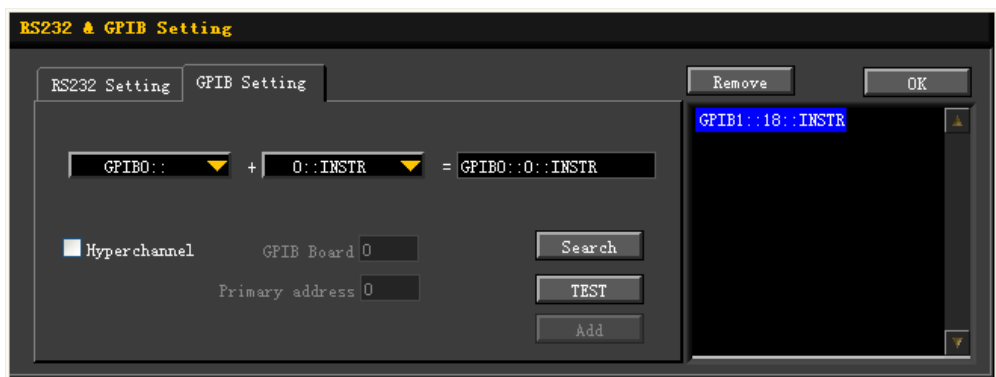 RS232 & GPIB Setting
RS232 Setting
GPIB Setting
Remove
OK
GPIB1::18::INSTR
GPIB0:: + 0::INSTR = GPIB0::0::INSTR
Hyperchannel
GPIB Board 0
Search
Primary address 0
TEST
Add